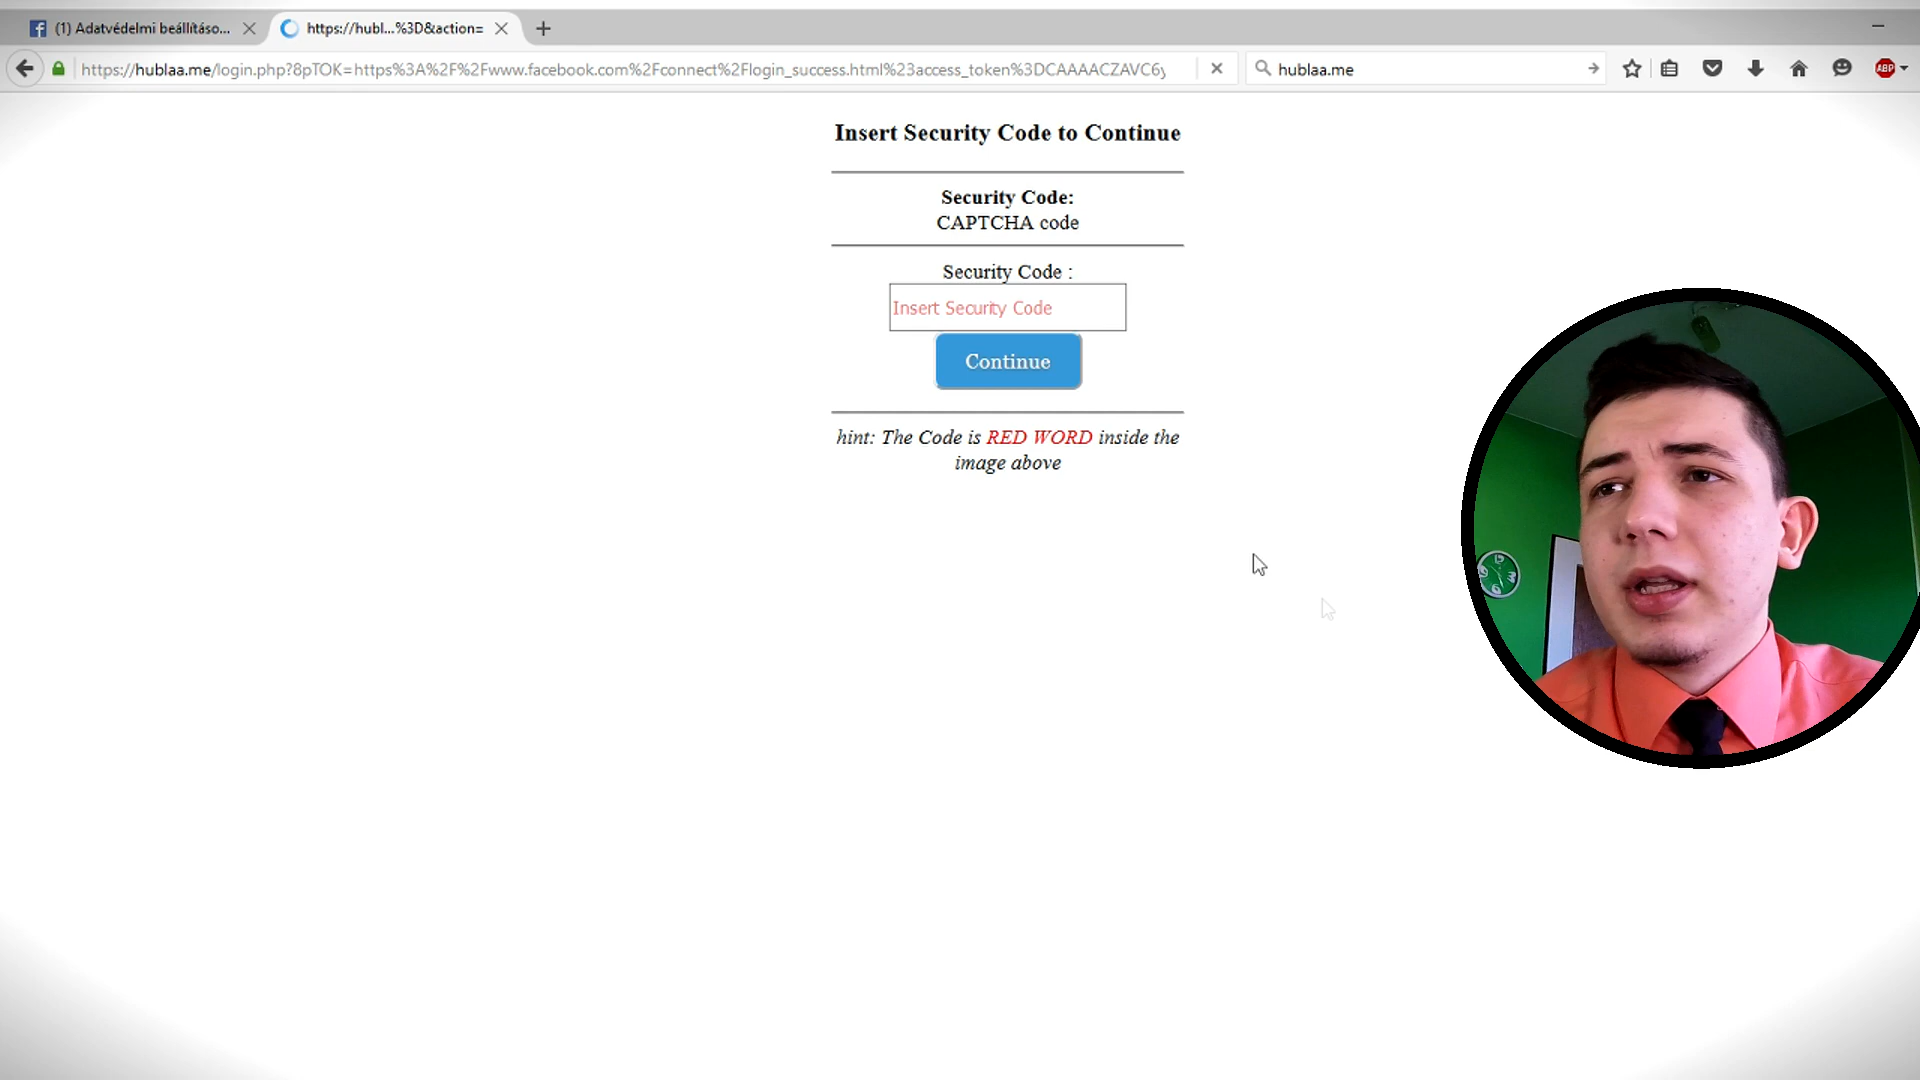 (1) Adatvédelmi beállításo...
https://hubl...%3D&action=
https://hublaa.me/login.php?8pTOK=https%3A%2F%2Fwww.facebook.com%2Fconnect%2Flogin_success.html%23access_token%3DCAAAACZAVC6y
hublaa.me
ABP
Insert Security Code to Continue
Security Code:
CAPTCHA code
Security Code :
Insert Security Code
Continue
hint: The Code is RED WORD inside the
image above